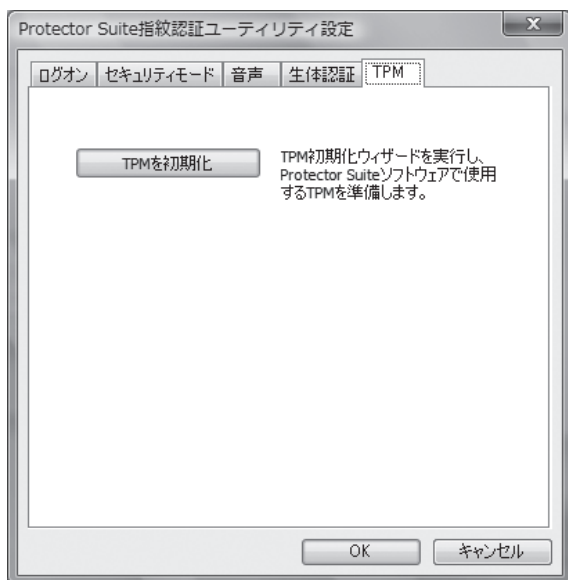 Protector Suite指紋認証ユーティリティ設定
ログオン セキュリティモード 音声 生体認証 TPM
TPMを初期化
TPM初期化ウィザードを実行し、
Protector Suiteソフトウェアで使用
するTPMを準備します。
OK キャンセル